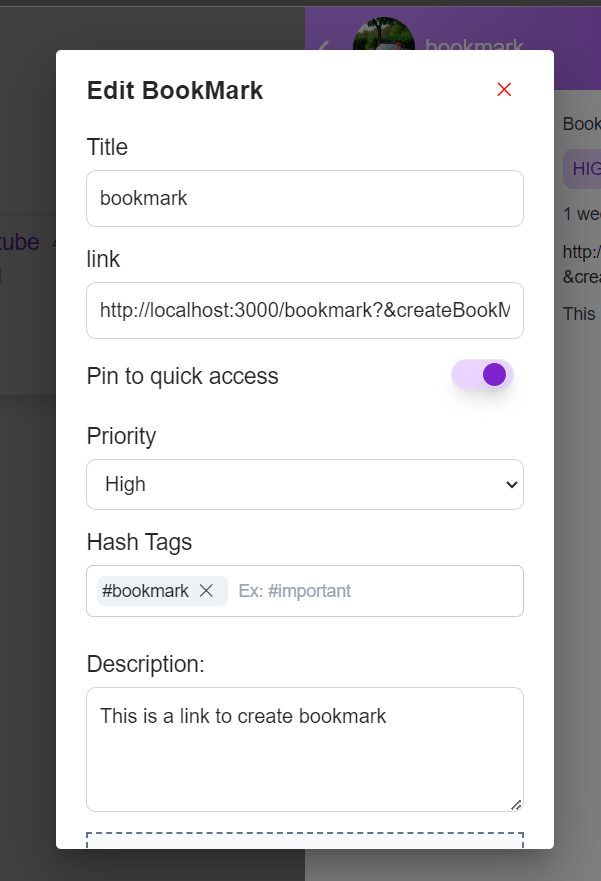 bookmark
Edit BookMark
Title
bookmark
link
http://localhost:3000/bookmark?&createBookM
Pin to quick access
Priority
High
Hash Tags
#bookmark Ex: #important
Description:
This is a link to create bookmark
Book
HIG
1 wee
http:/
&crea
This
tube